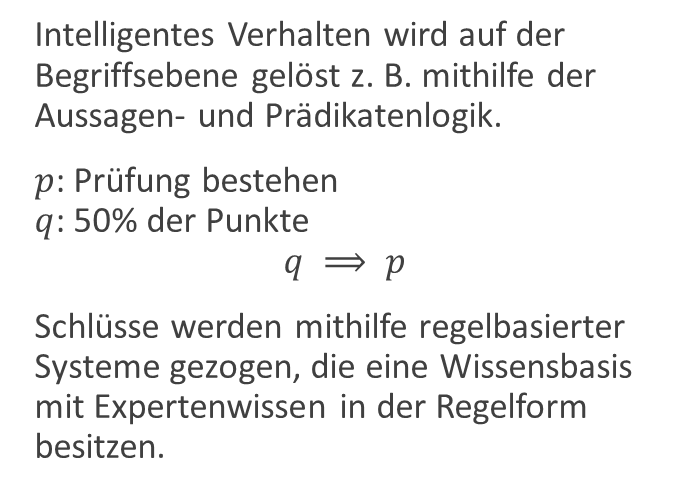 Intelligentes Verhalten wird auf der
Begriffsebene gelöst z. B. mithilfe der
Aussagen- und Prädikatenlogik.
p: Prüfung bestehen
q: 50% der Punkte
q ⟹ p
Schlüsse werden mithilfe regelbasierter
Systeme gezogen, die eine Wissensbasis
mit Expertenwissen in der Regelform
besitzen.